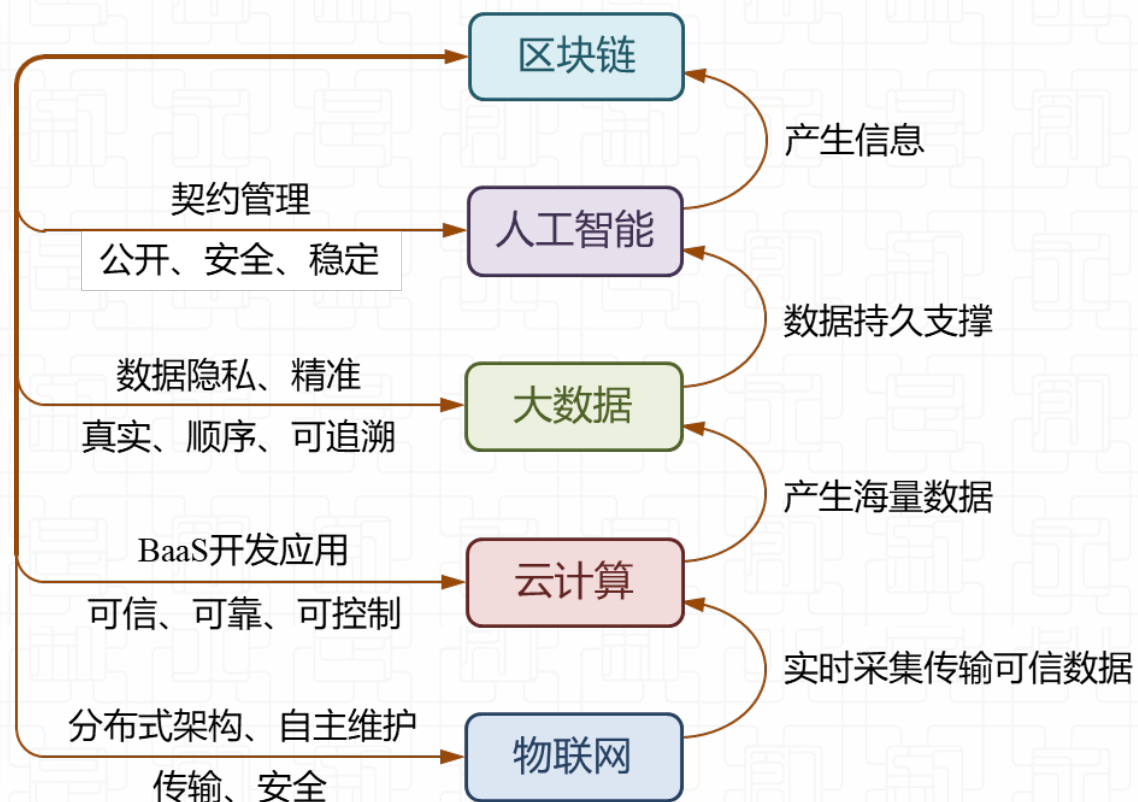 区块链
产生信息
契约管理
人工智能
公开、安全、稳定
数据持久支撑
数据隐私、精准
大数据
真实、顺序、可追溯
产生海量数据
BaaS开发应用
云计算
可信、可靠、可控制
实时采集传输可信数据
分布式架构、自主维护
物联网
传输、安全